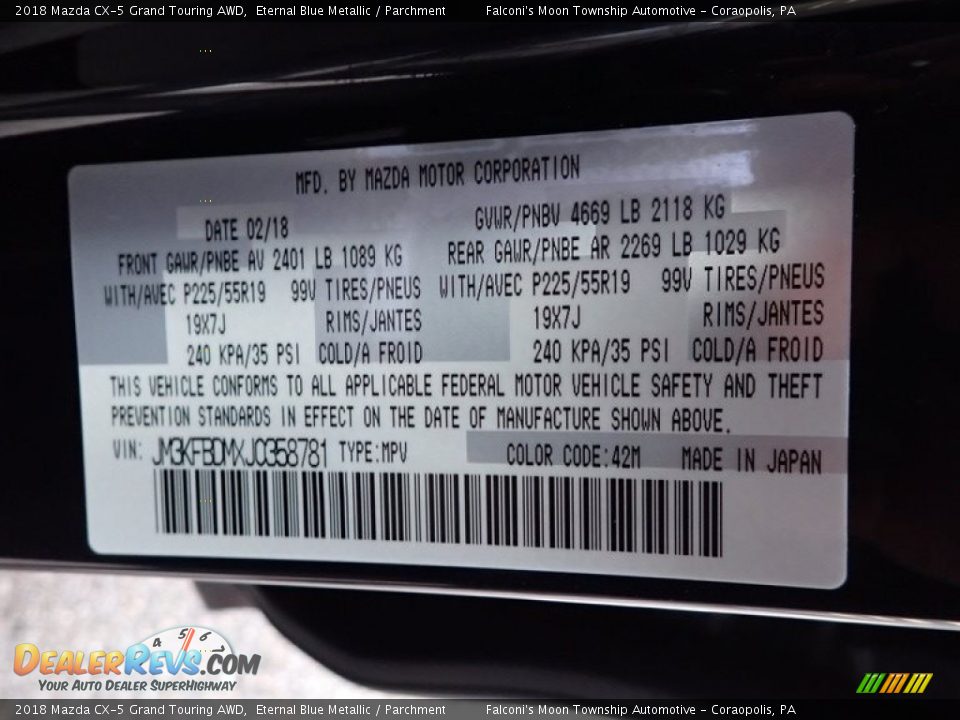 2018 Mazda CX-5 Grand Touring AWD,  Eternal Blue Metallic / Parchment  Falconi's Moon Township Automotive - Coraopolis, PA
MFD. BY MAZDA MOTOR CORPORATION
DATE 02/18  GVWR/PNBV 4669 LB 2118 KG
FRONT GAWR/PNBE AV 2401 LB 1089 KG  REAR GAWR/PNBE AR 2269 LB 1029 KG
WITH/AVEC P225/55R19  99V TIRES/PNEUS  WITH/AVEC P225/55R19  99V TIRES/PNEUS
19X7J  RIMS/JANTES  19X7J  RIMS/JANTES
240 KPA/35 PSI  COLD/A FROID  240 KPA/35 PSI  COLD/A FROID
THIS VEHICLE CONFORMS TO ALL APPLICABLE FEDERAL MOTOR VEHICLE SAFETY AND THEFT
PREVENTION STANDARDS IN EFFECT ON THE DATE OF MANUFACTURE SHOWN ABOVE.
VIN: JM3KFBDMXJ0358781 TYPE:MPV  COLOR CODE:42M  MADE IN JAPAN
4 5 6
DealerRevs.com
Your Auto Dealer SuperHighway
2018 Mazda CX-5 Grand Touring AWD,  Eternal Blue Metallic / Parchment  Falconi's Moon Township Automotive - Coraopolis, PA